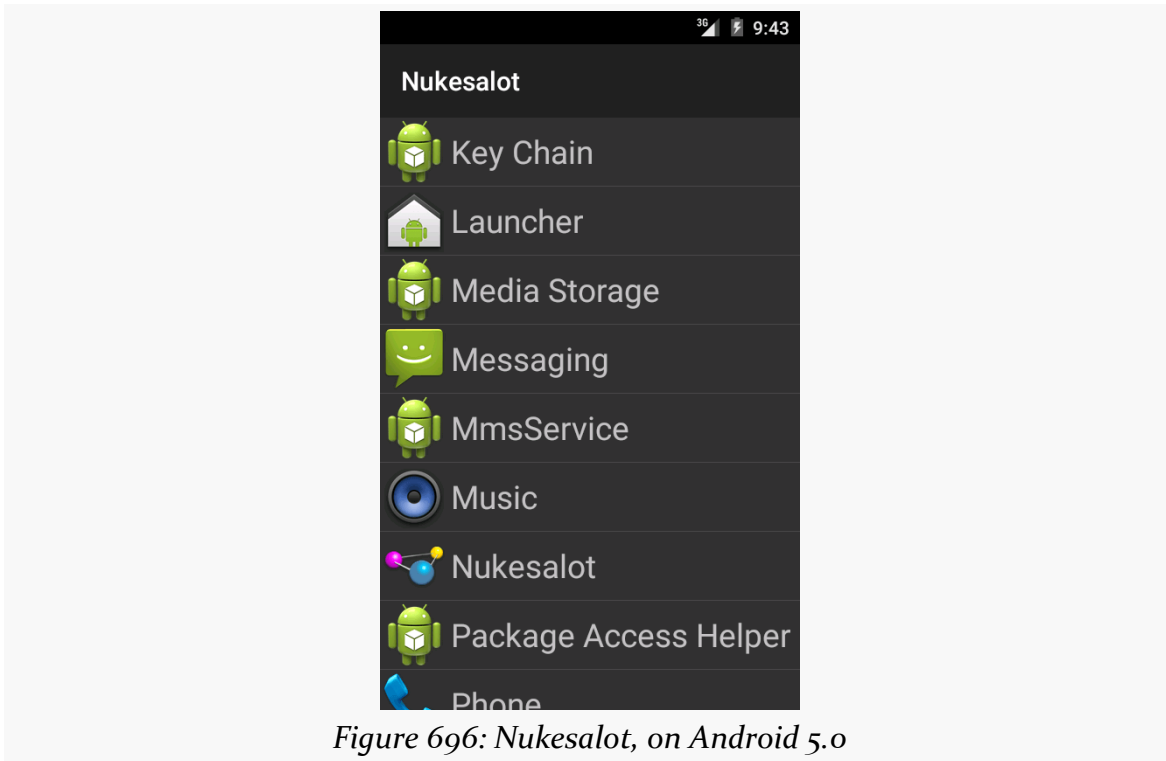 3G 9:43
Nukesalot
Key Chain
Launcher
Media Storage
Messaging
MmsService
Music
Nukesalot
Package Access Helper
Phone
Figure 696: Nukesalot, on Android 5.0